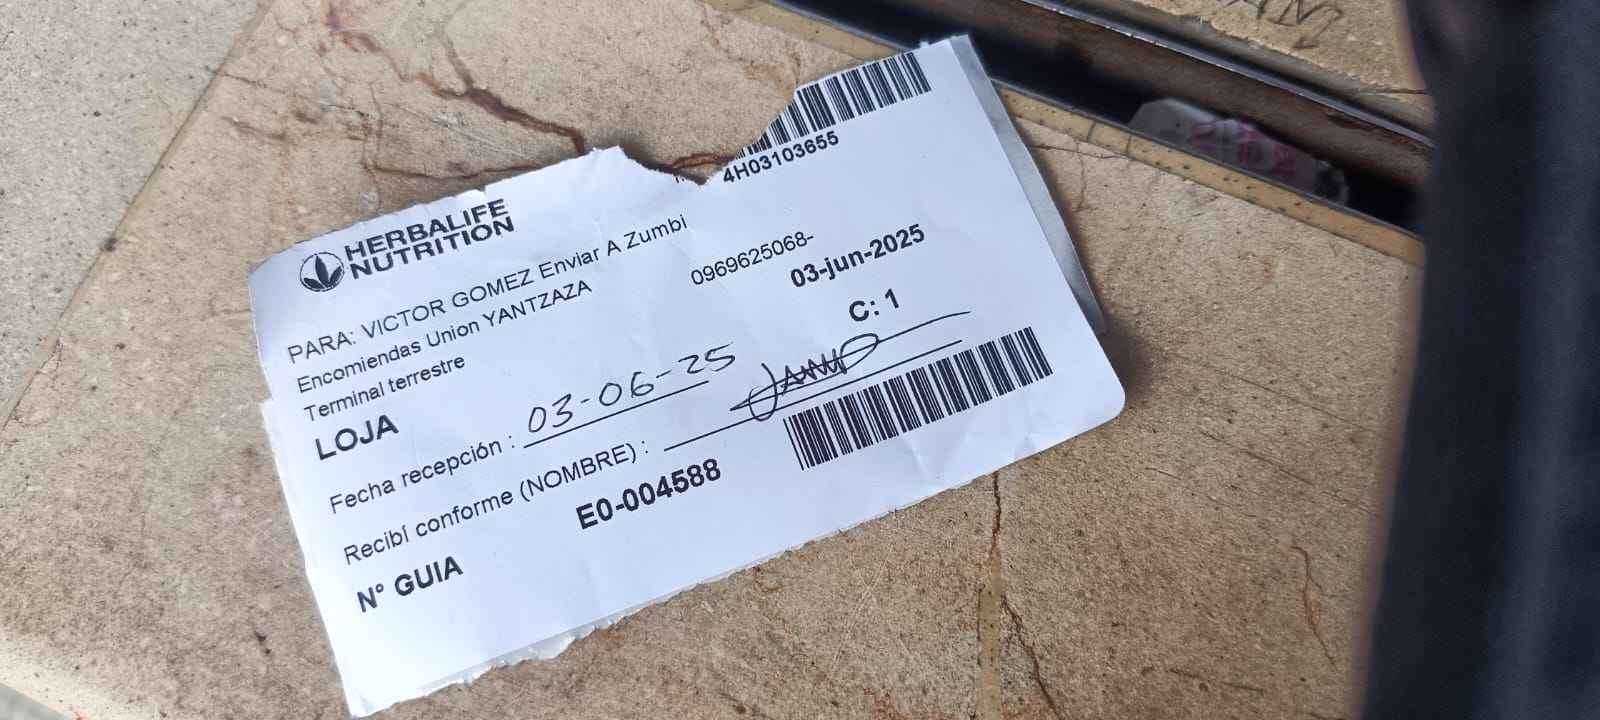 4H03103655
HERBALIFE
NUTRITION
PARA: VICTOR GOMEZ Enviar A Zumbi
Encomiendas Union YANTZAZA
0969625068-
Terminal terrestre
03-jun-2025
LOJA
C: 1
Fecha recepción : 03-06-25
Recibí conforme (NOMBRE) :
E0-004588
N° GUIA